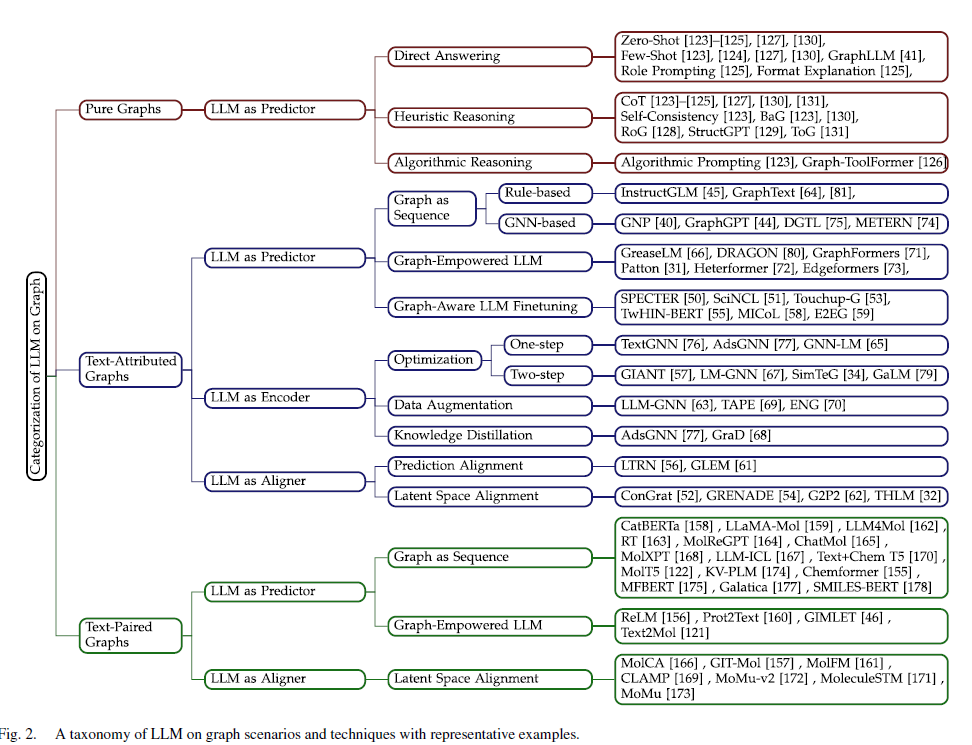 Categorization of LLM on Graph
Pure Graphs
LLM as Predictor
Direct Answering
Zero-Shot [123]–[125], [127], [130],
Few-Shot [123], [124], [127], [130], GraphLLM [41],
Role Prompting [125], Format Explanation [125],
Heuristic Reasoning
CoT [123]–[125], [127], [130], [131],
Self-Consistency [123], BaG [123], [130],
RoG [128], StructGPT [129], ToG [131]
Algorithmic Reasoning
Algorithmic Prompting [123], Graph-ToolFormer [126]
Text-Attributed
Graphs
LLM as Predictor
Graph as
Sequence
Rule-based
InstructGLM [45], GraphText [64], [81],
GNN-based
GNP [40], GraphGPT [44], DGTL [75], METERN [74]
Graph-Empowered LLM
GreaseLM [66], DRAGON [80], GraphFormers [71],
Patton [31], Heterformer [72], Edgeformers [73],
Graph-Aware LLM Finetuning
SPECTER [50], SciNCL [51], Touchup-G [53],
TwHIN-BERT [55], MICoL [58], E2EG [59]
LLM as Encoder
Optimization
One-step
TextGNN [76], AdsGNN [77], GNN-LM [65]
Two-step
GIANT [57], LM-GNN [67], SimTeG [34], GaLM [79]
Data Augmentation
LLM-GNN [63], TAPE [69], ENG [70]
Knowledge Distillation
AdsGNN [77], GraD [68]
LLM as Aligner
Prediction Alignment
LTRN [56], GLEM [61]
Latent Space Alignment
ConGrat [52], GRENADE [54], G2P2 [62], THLM [32]
Text-Paired
Graphs
LLM as Predictor
Graph as Sequence
CatBERTa [158] , LLaMA-Mol [159] , LLM4Mol [162] ,
RT [163] , MolReGPT [164] , ChatMol [165] ,
MolXPT [168] , LLM-ICL [167] , Text+Chem T5 [170] ,
MolT5 [122] , KV-PLM [174] , Chemformer [155] ,
MFBERT [175] , Galatica [177] , SMILES-BERT [178]
Graph-Empowered LLM
ReLM [156] , Prot2Text [160] , GIMLET [46] ,
Text2Mol [121]
LLM as Aligner
Latent Space Alignment
MolCA [166] , GIT-Mol [157] , MolFM [161] ,
CLAMP [169] , MoMu-v2 [172] , MoleculeSTM [171] ,
MoMu [173]
Fig. 2. A taxonomy of LLM on graph scenarios and techniques with representative examples.